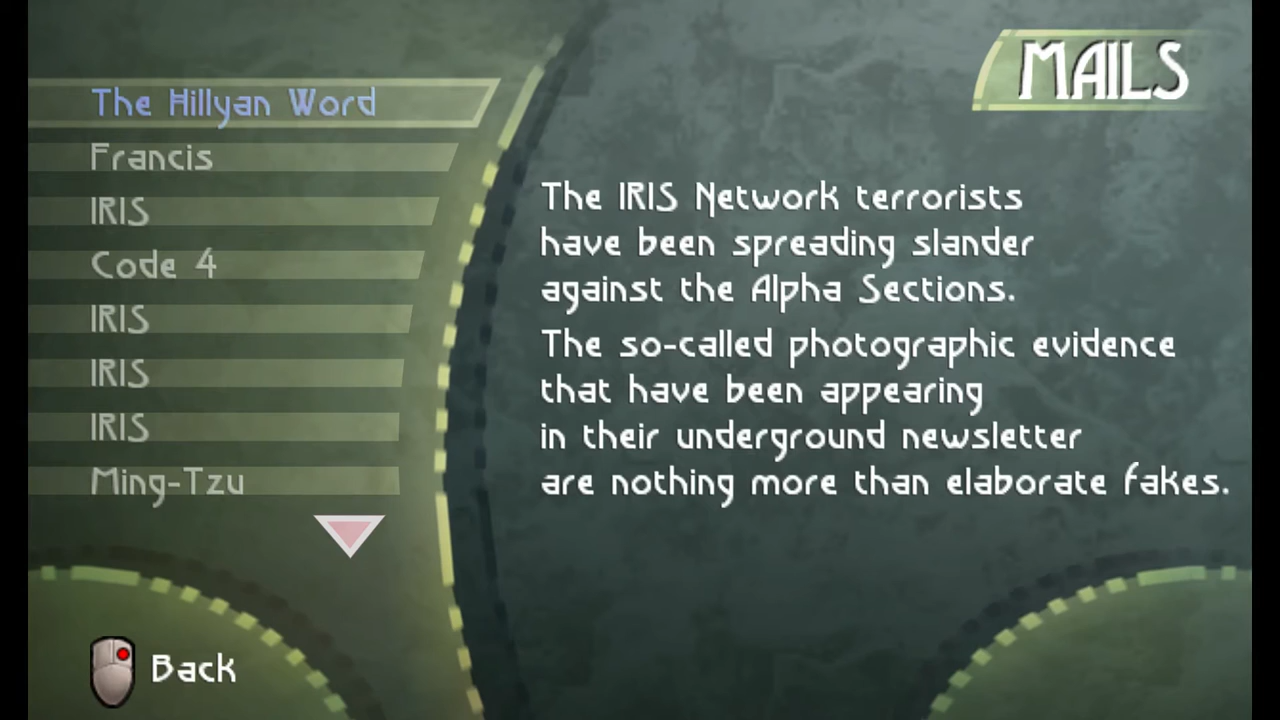 MAILS
The Hillyan Word
Francis
IRIS
Code 4
IRIS
IRIS
IRIS
Ming-Tzu
The IRIS Network terrorists
have been spreading slander
against the Alpha Sections.
The so-called photographic evidence
that have been appearing
in their underground newsletter
are nothing more than elaborate fakes.
Back